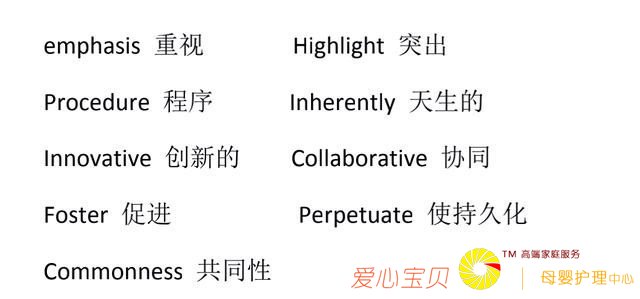 emphasis 重视 Highlight 突出
Procedure 程序 Inherently 天生的
Innovative 创新的 Collaborative 协同
Foster 促进 Perpetuate 使持久化
Commonness 共同性
爱心宝贝 TM 高端家庭服务 母婴护理中心